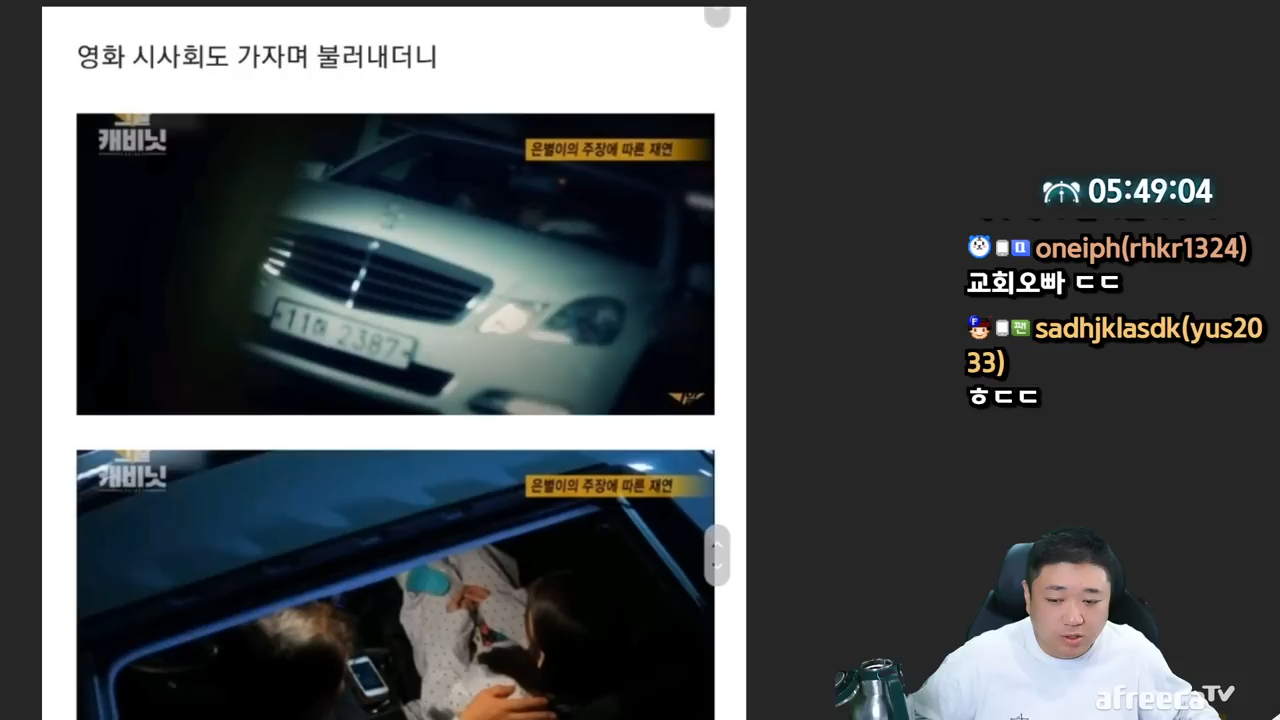 영화 시사회도 가자며 불러내더니
캐비닛
은별이의 주장에 따른 재연
2387
캐비닛
은별이의 주장에 따른 재연
05:49:04
oneiph(rhkr1324)
교회오빠 ㄷㄷ
sadhjklasdk(yus20
33)
ㅎㄷㄷ
afreecaTV